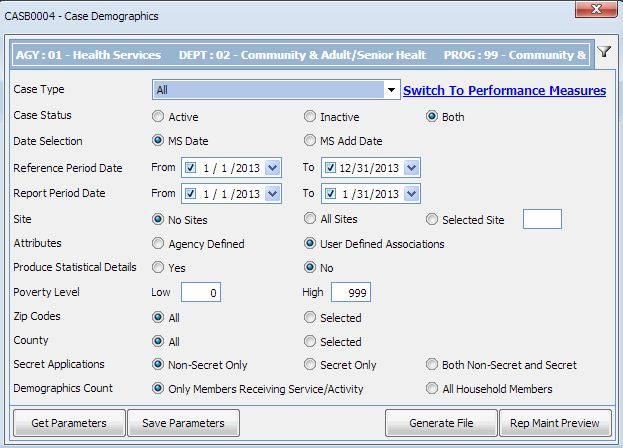 CASB0004 - Case Demographics
AGY : 01 - Health Services DEPT : 02 - Community & Adult/Senior Healt PROG : 99 - Community &
Case Type All Switch To Performance Measures
Case Status Active Inactive Both
Date Selection MS Date MS Add Date
Reference Period Date From 1 / 1 /2013 To 12/31/2013
Report Period Date From 1 / 1 /2013 To 1 /31/2013
Site No Sites All Sites Selected Site
Attributes Agency Defined User Defined Associations
Produce Statistical Details Yes No
Poverty Level Low 0 High 999
Zip Codes All Selected
County All Selected
Secret Applications Non-Secret Only Secret Only Both Non-Secret and Secret
Demographics Count Only Members Receiving Service/Activity All Household Members
Get Parameters Save Parameters Generate File Rep Maint Preview